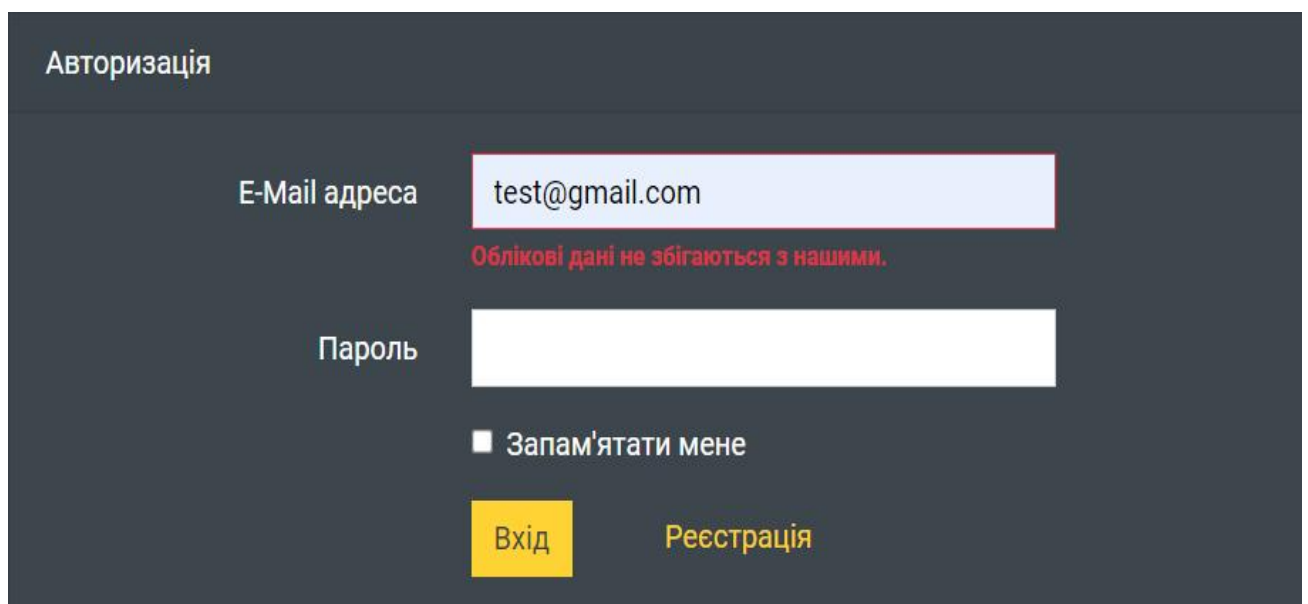 Авторизація
E-Mail адреса
test@gmail.com
Облікові дані не збігаються з нашими.
Пароль
Запам'ятати мене
Вхід
Реєстрація